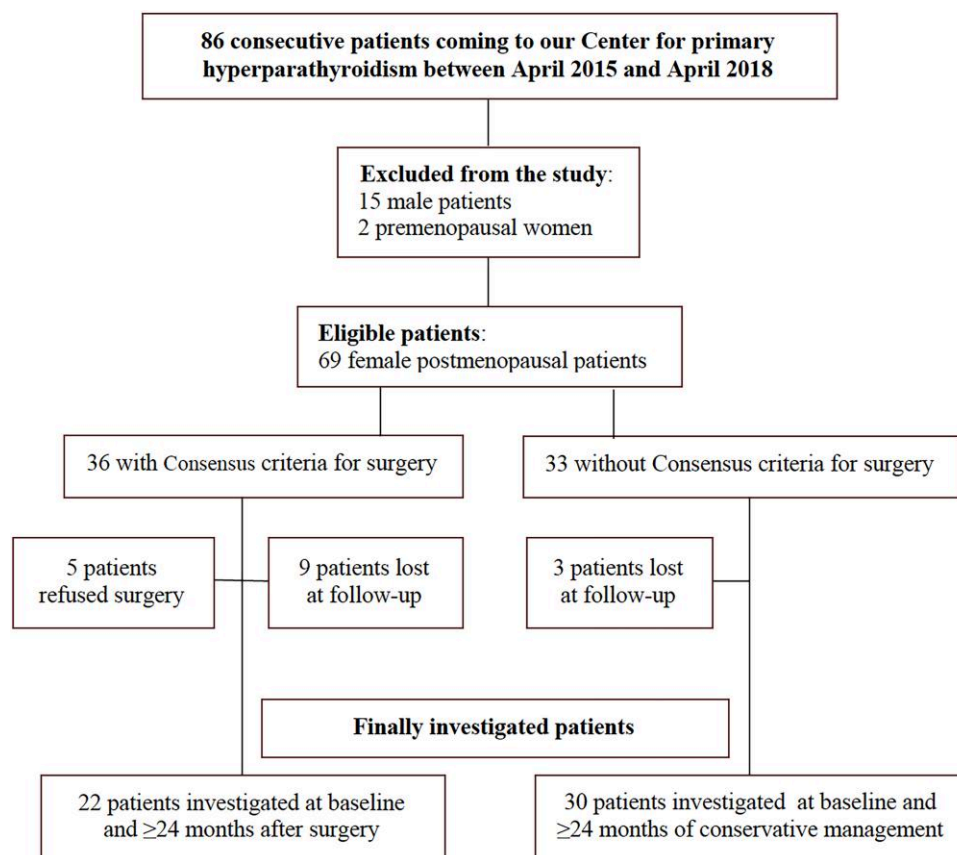 86 consecutive patients coming to our Center for primary
hyperparathyroidism between April 2015 and April 2018
Excluded from the study:
15 male patients
2 premenopausal women
Eligible patients:
69 female postmenopausal patients
36 with Consensus criteria for surgery
33 without Consensus criteria for surgery
5 patients
refused surgery
9 patients lost
at follow-up
3 patients lost
at follow-up
Finally investigated patients
22 patients investigated at baseline
and ≥24 months after surgery
30 patients investigated at baseline and
≥24 months of conservative management